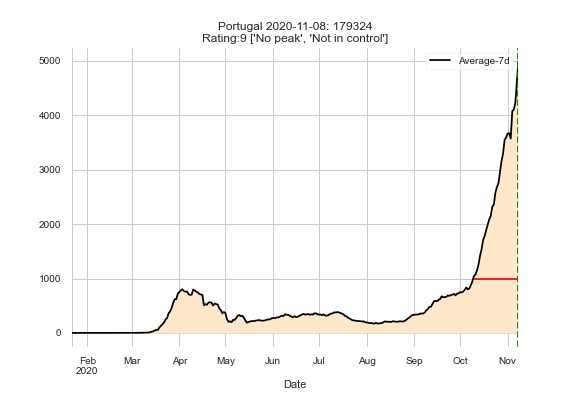 Portugal 2020-11-08: 179324
Rating:9 ['No peak', 'Not in control']
Average-7d
5000
4000
3000
2000
1000
0
Feb Mar Apr May Jun Jul Aug Sep Oct Nov
2020
Date